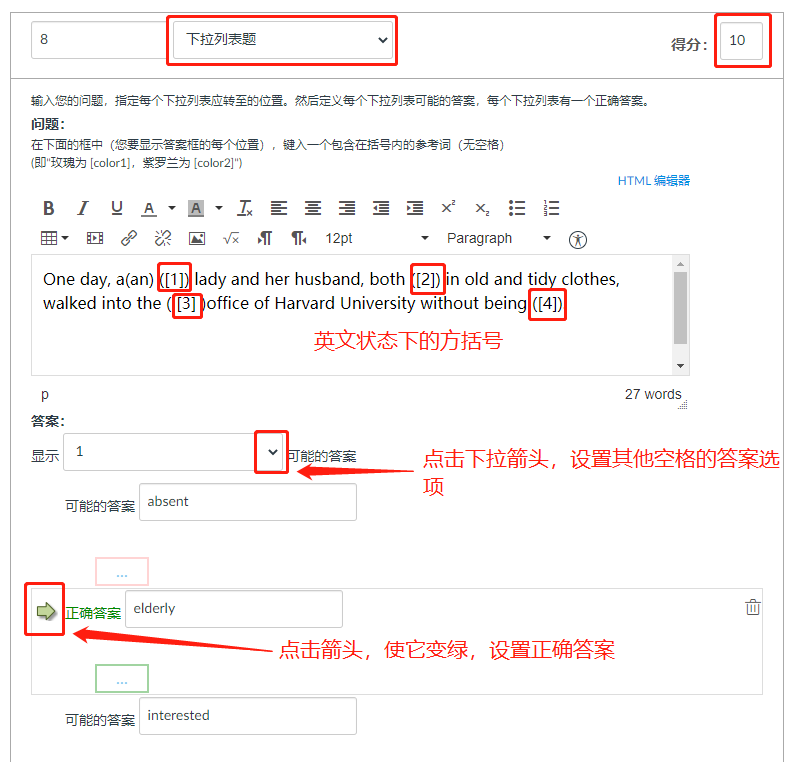 8
下拉列表题
得分：
10
输入您的问题，指定每个下拉列表应转至的位置。然后定义每个下拉列表可能的答案，每个下拉列表有一个正确答案。
问题：
在下面的框中（您要显示答案框的每个位置），键入一个包含在括号内的参考词（无空格）
(即“玫瑰为 [color1]，紫罗兰为 [color2]”)
HTML 编辑器
12pt
Paragraph
One day, a(an) ([1]) lady and her husband, both ([2]) in old and tidy clothes,
walked into the ( [3] )office of Harvard University without being ([4])
英文状态下的方括号
p
27 words
答案：
显示 1 可能的答案
点击下拉箭头，设置其他空格的答案选
项
可能的答案 absent
...
正确答案 elderly
点击箭头，使它变绿，设置正确答案
...
可能的答案 interested